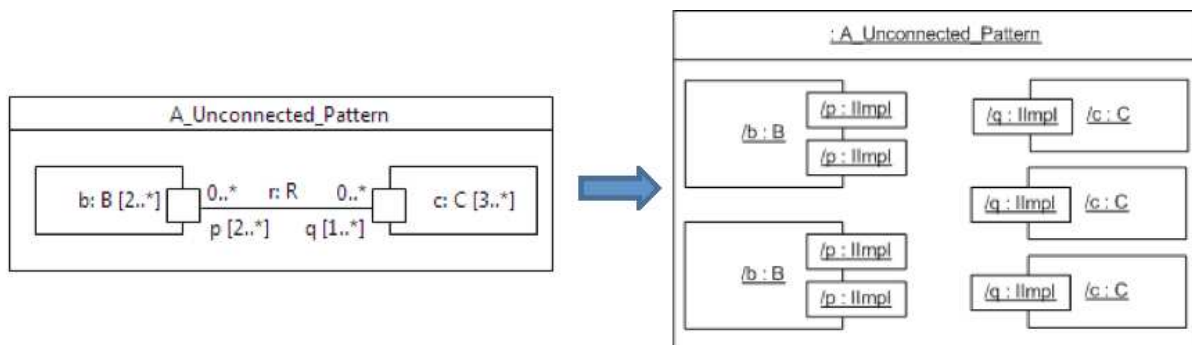 A_Unconnected_Pattern
b: B [2..*]
0..* r: R 0..*
p [2..*] q [1..*]
c: C [3..*]
: A_Unconnected_Pattern
/b : B
/p : IImpl
/p : IImpl
/q : IImpl
/c : C
/q : IImpl
/c : C
/b : B
/p : IImpl
/p : IImpl
/q : IImpl
/c : C